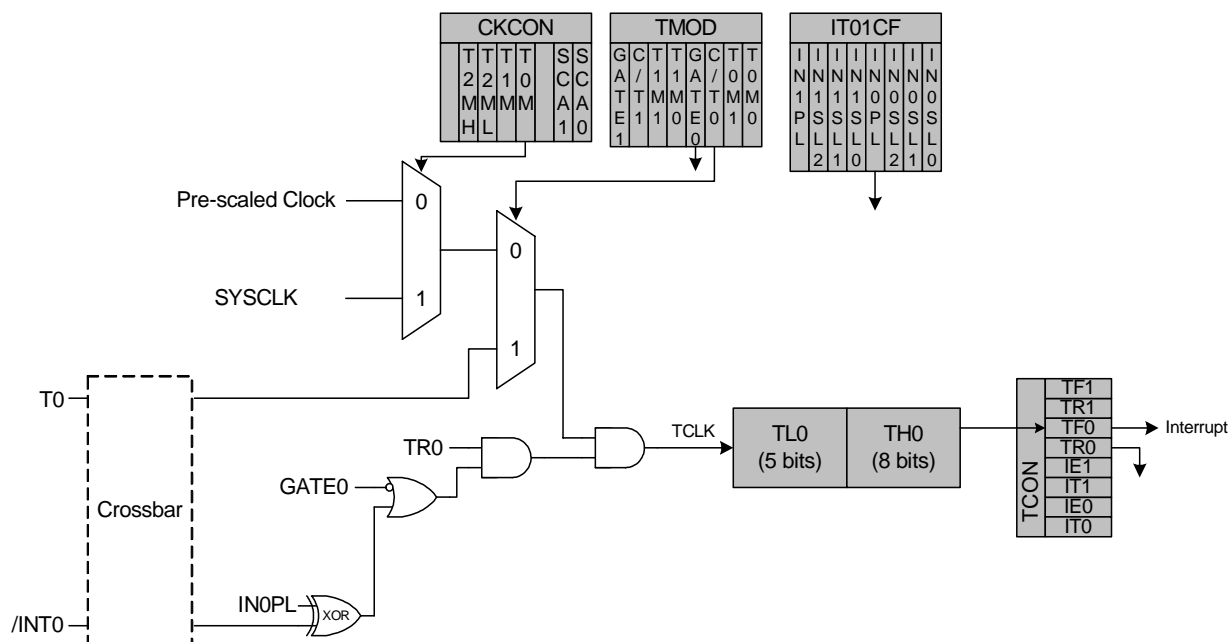 CKCON
T2MH
T2ML
T1M
T0M
SCA1
SCA0
TMOD
GATE1
C/T1
T1M1
T1M0
GATE0
C/T0
T0M1
T0M0
IT01CF
IN1PL
IN1SL2
IN1SL1
IN1SL0
IN0PL
IN0SL2
IN0SL1
IN0SL0
Pre-scaled Clock
0
SYSCLK
1
0
1
T0
Crossbar
/INT0
TR0
GATE0
IN0PL
XOR
TCLK
TL0
(5 bits)
TH0
(8 bits)
TCON
TF1
TR1
TF0
TR0
IE1
IT1
IE0
IT0
Interrupt